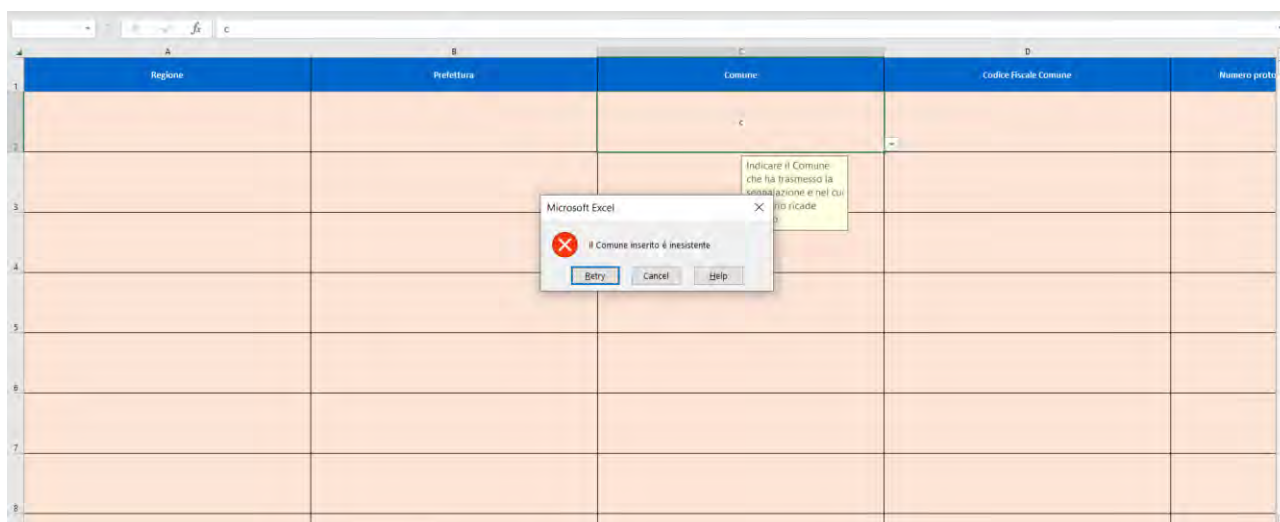 fx c
A B C D
1 Regione Prefettura Comune Codice Fiscale Comune Numero proto
2 c
Indicare il Comune
che ha trasmesso la
segnalazione e nel cui
ricade
3
Microsoft Excel
Il Comune inserito è inesistente
Retry Cancel Help
4
5
6
7
8